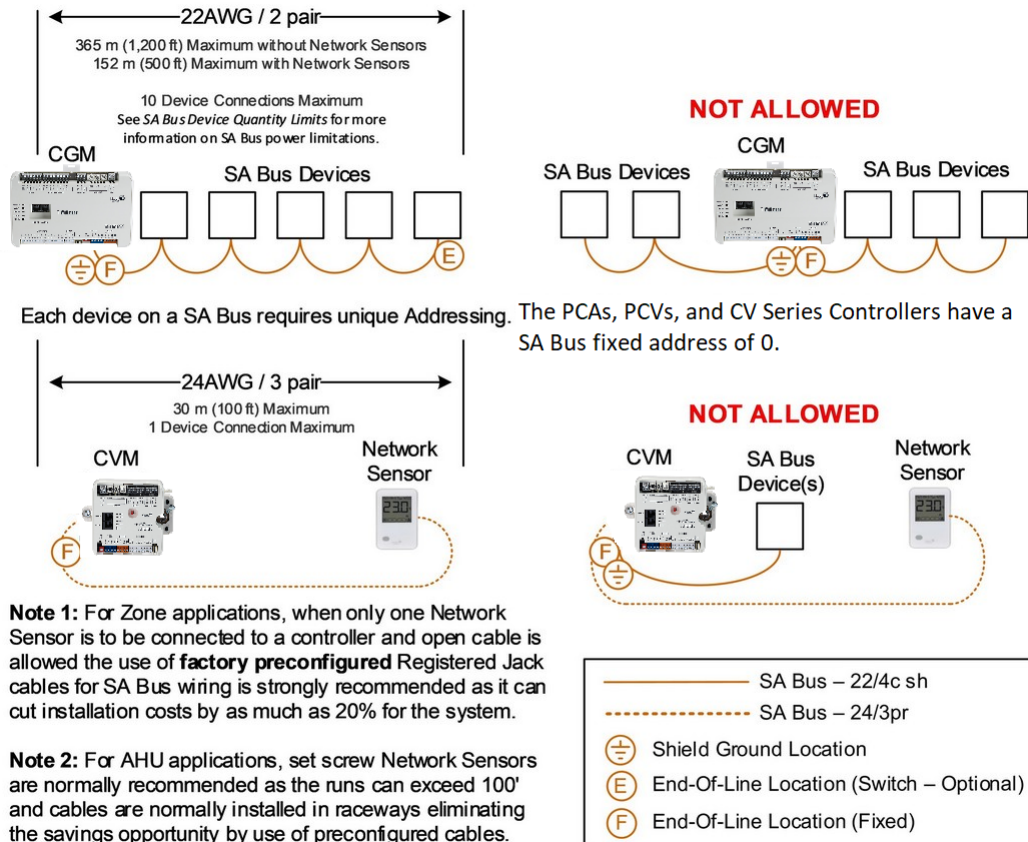 22AWG / 2 pair
365 m (1,200 ft) Maximum without Network Sensors
152 m (500 ft) Maximum with Network Sensors
10 Device Connections Maximum
See SA Bus Device Quantity Limits for more
information on SA Bus power limitations.
CGM
SA Bus Devices
F
E
NOT ALLOWED
CGM
SA Bus Devices
SA Bus Devices
F
Each device on a SA Bus requires unique Addressing.
The PCAs, PCVs, and CV Series Controllers have a
SA Bus fixed address of 0.
24AWG / 3 pair
30 m (100 ft) Maximum
1 Device Connection Maximum
CVM
Network
Sensor
23.0
F
NOT ALLOWED
CVM
SA Bus
Device(s)
Network
Sensor
23.0
F
Note 1: For Zone applications, when only one Network
Sensor is to be connected to a controller and open cable is
allowed the use of factory preconfigured Registered Jack
cables for SA Bus wiring is strongly recommended as it can
cut installation costs by as much as 20% for the system.
Note 2: For AHU applications, set screw Network Sensors
are normally recommended as the runs can exceed 100'
and cables are normally installed in raceways eliminating
the savings opportunity by use of preconfigured cables.
SA Bus – 22/4c sh
SA Bus – 24/3pr
Shield Ground Location
E End-Of-Line Location (Switch – Optional)
F End-Of-Line Location (Fixed)